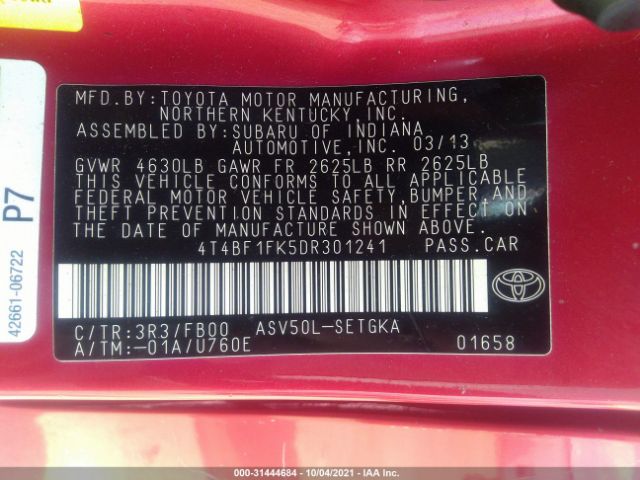 MFD.BY:TOYOTA MOTOR MANUFACTURING,
NORTHERN KENTUCKY,INC.
ASSEMBLED BY:SUBARU OF INDIANA
AUTOMOTIVE,INC. 03/13
GVWR 4630LB GAWR FR 2625LB RR 2625LB
THIS VEHICLE CONFORMS TO ALL APPLICABLE
FEDERAL MOTOR VEHICLE SAFETY,BUMPER,AND
THEFT PREVENTION STANDARDS IN EFFECT ON
THE DATE OF MANUFACTURE SHOWN ABOVE.
4T4BF1FK5DR301241 PASS.CAR
C/TR:3R3/FB00 ASV50L-SETGKA
A/TM:-01A/U760E 01658
P7
42661-06722
000-31444684 - 10/04/2021 - IAA Inc.